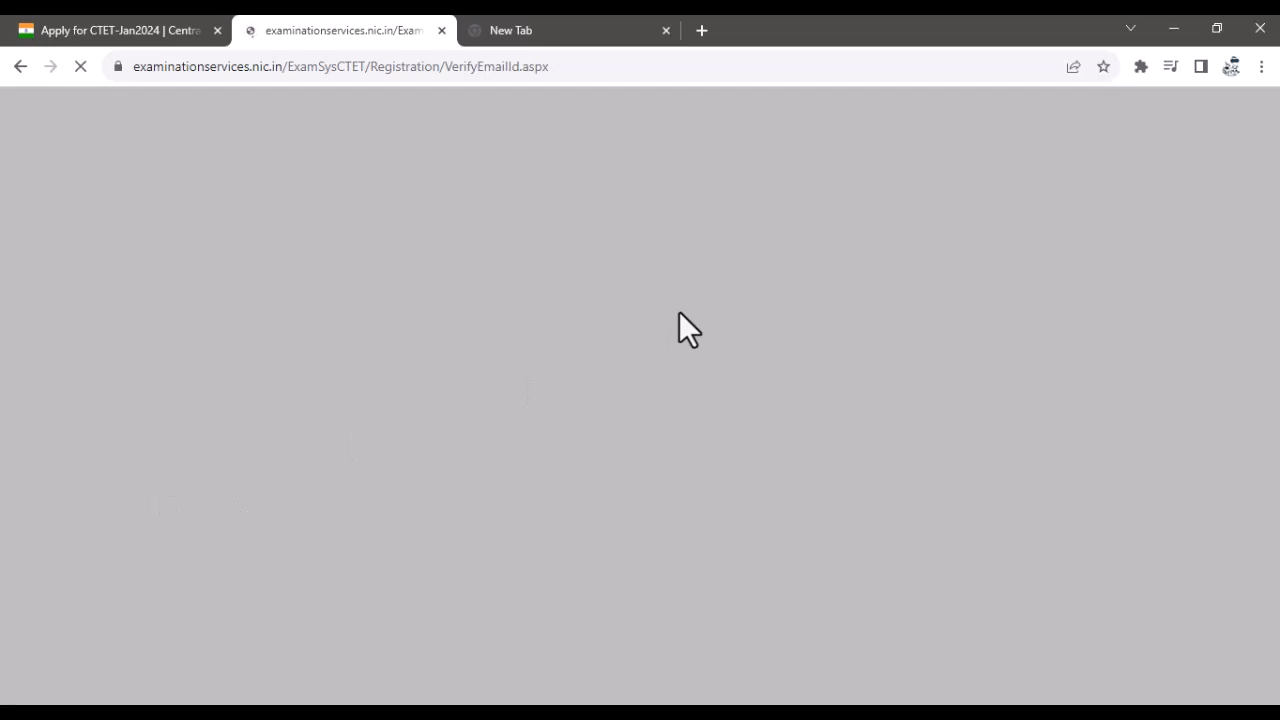 Apply for CTET-Jan2024 | Centra
examinationservices.nic.in/Exam
New Tab
examinationservices.nic.in/ExamSysCTET/Registration/VerifyEmailId.aspx